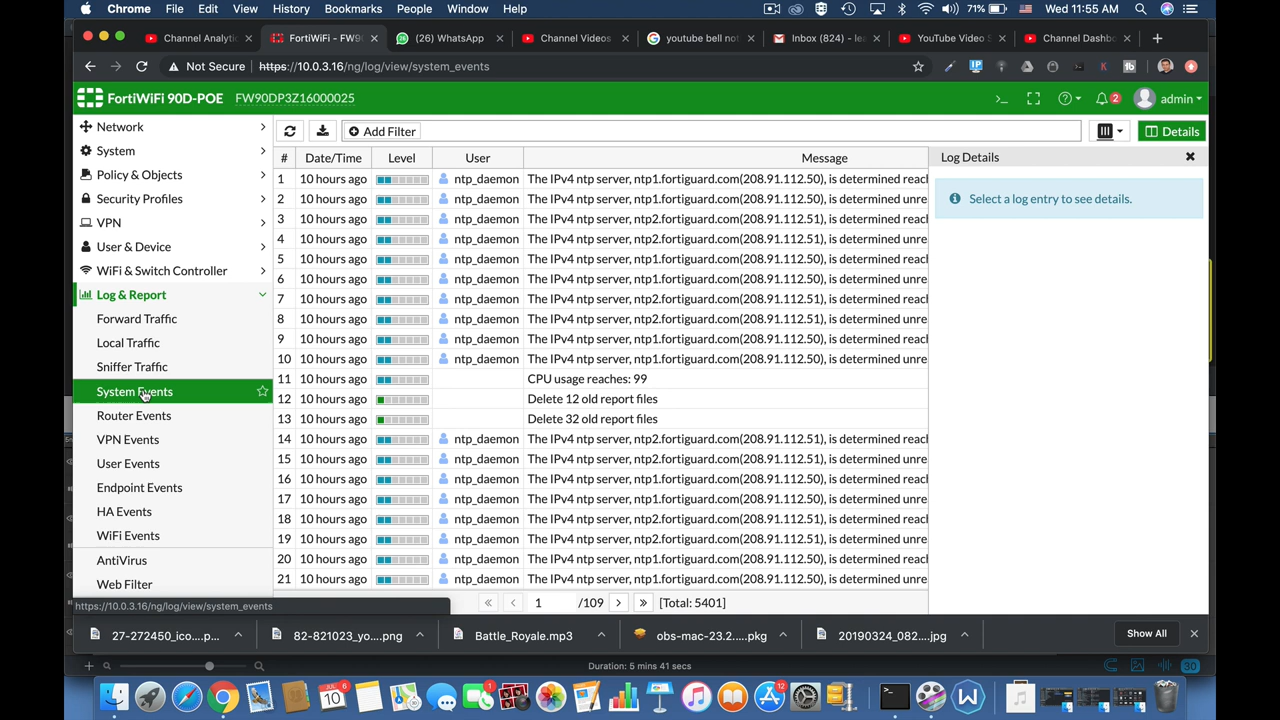 Chrome File Edit View History Bookmarks People Window Help 71% Wed 11:55 AM
Channel Analytic FortiWiFi - FW90 (26) WhatsApp Channel Videos youtube bell not Inbox (824) - lea YouTube Video S Channel Dashb
Not Secure https://10.0.3.16/ng/log/view/system_events
FortiWiFi 90D-POE FW90DP3Z16000025 2 admin
Network
System
Policy & Objects
Security Profiles
VPN
User & Device
WiFi & Switch Controller
Log & Report
Forward Traffic
Local Traffic
Sniffer Traffic
System Events
Router Events
VPN Events
User Events
Endpoint Events
HA Events
WiFi Events
AntiVirus
Web Filter
https://10.0.3.16/ng/log/view/system_events
Add Filter Details
# Date/Time Level User Message
1 10 hours ago ntp_daemon The IPv4 ntp server, ntp1.fortiguard.com(208.91.112.50), is determined reac
2 10 hours ago ntp_daemon The IPv4 ntp server, ntp1.fortiguard.com(208.91.112.50), is determined unre
3 10 hours ago ntp_daemon The IPv4 ntp server, ntp2.fortiguard.com(208.91.112.51), is determined reac
4 10 hours ago ntp_daemon The IPv4 ntp server, ntp2.fortiguard.com(208.91.112.51), is determined unre
5 10 hours ago ntp_daemon The IPv4 ntp server, ntp1.fortiguard.com(208.91.112.50), is determined reac
6 10 hours ago ntp_daemon The IPv4 ntp server, ntp1.fortiguard.com(208.91.112.50), is determined unre
7 10 hours ago ntp_daemon The IPv4 ntp server, ntp2.fortiguard.com(208.91.112.51), is determined reac
8 10 hours ago ntp_daemon The IPv4 ntp server, ntp2.fortiguard.com(208.91.112.51), is determined unre
9 10 hours ago ntp_daemon The IPv4 ntp server, ntp1.fortiguard.com(208.91.112.50), is determined reac
10 10 hours ago ntp_daemon The IPv4 ntp server, ntp1.fortiguard.com(208.91.112.50), is determined unre
11 10 hours ago CPU usage reaches: 99
12 10 hours ago Delete 12 old report files
13 10 hours ago Delete 32 old report files
14 10 hours ago ntp_daemon The IPv4 ntp server, ntp2.fortiguard.com(208.91.112.51), is determined reac
15 10 hours ago ntp_daemon The IPv4 ntp server, ntp2.fortiguard.com(208.91.112.51), is determined unre
16 10 hours ago ntp_daemon The IPv4 ntp server, ntp1.fortiguard.com(208.91.112.50), is determined reac
17 10 hours ago ntp_daemon The IPv4 ntp server, ntp1.fortiguard.com(208.91.112.50), is determined unre
18 10 hours ago ntp_daemon The IPv4 ntp server, ntp2.fortiguard.com(208.91.112.51), is determined reac
19 10 hours ago ntp_daemon The IPv4 ntp server, ntp2.fortiguard.com(208.91.112.51), is determined unre
20 10 hours ago ntp_daemon The IPv4 ntp server, ntp1.fortiguard.com(208.91.112.50), is determined reac
21 10 hours ago ntp_daemon The IPv4 ntp server, ntp1.fortiguard.com(208.91.112.50), is determined unre
1 /109 [Total: 5401]
Log Details
Select a log entry to see details.
27-272450_ico....p... 82-821023_yo....png Battle_Royale.mp3 obs-mac-23.2.....pkg 20190324_082....jpg Show All
Duration: 5 mins 41 secs 30